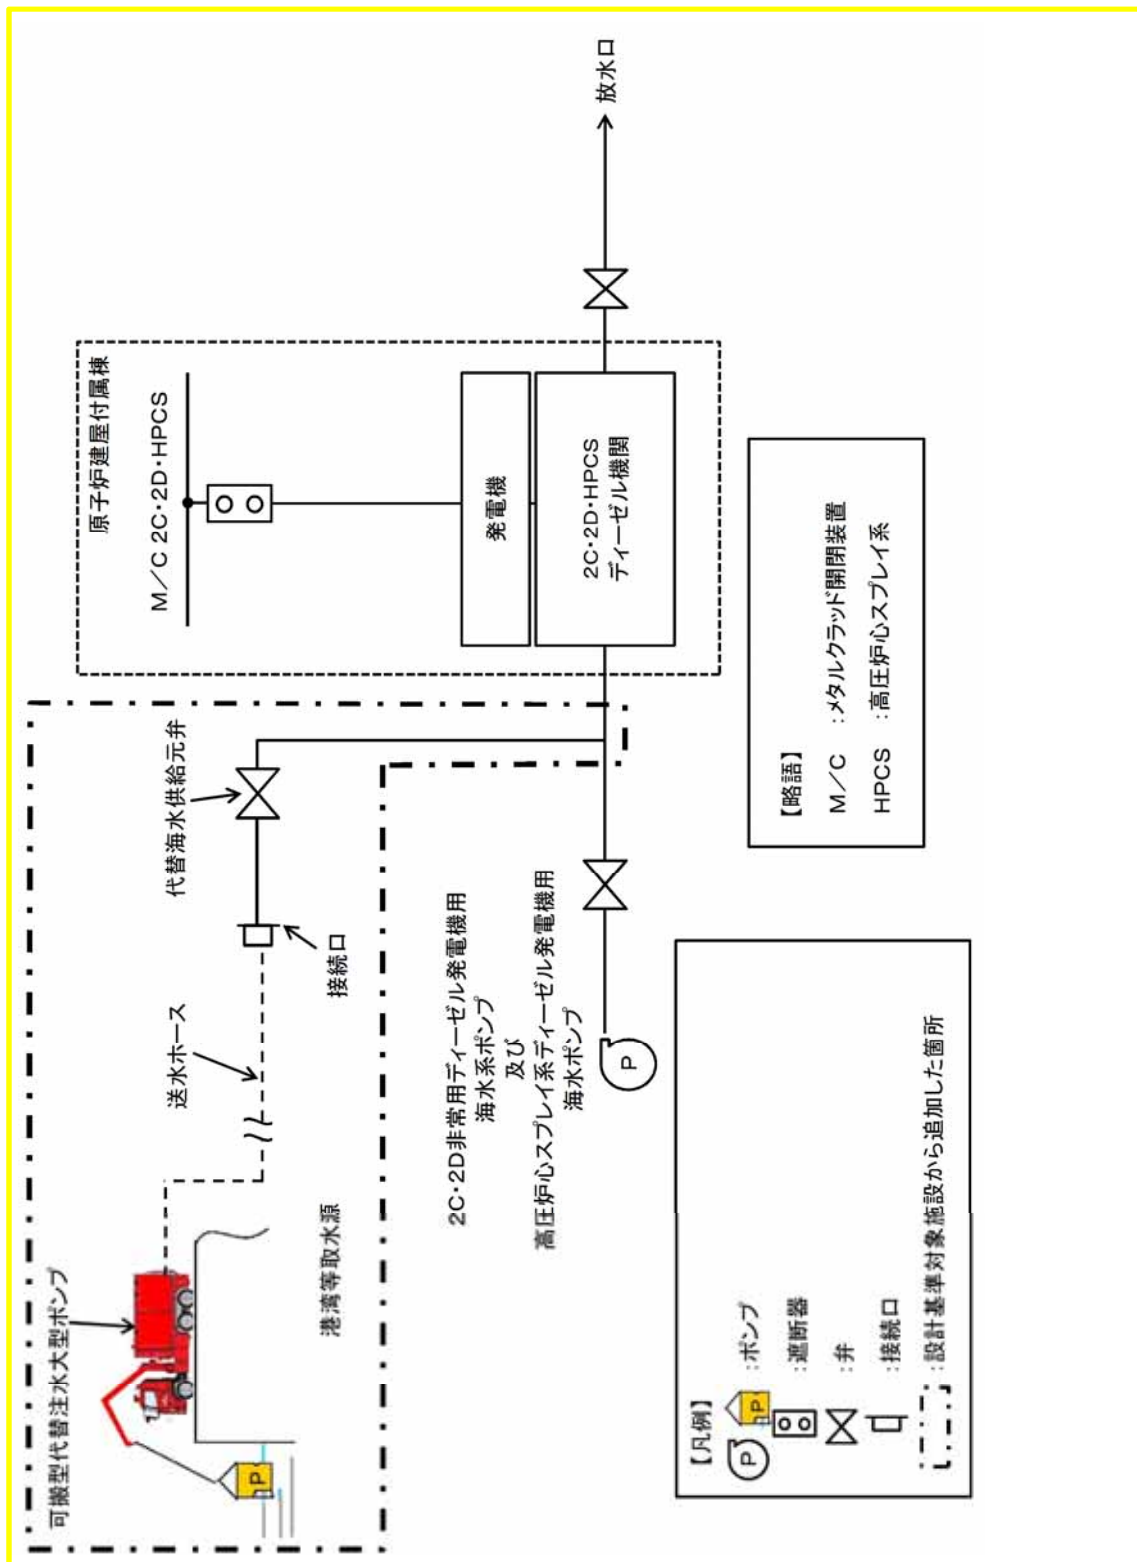 可搬型代替注水大型ポンプ
送水ホース
代替海水供給元弁
接続口
港湾等取水源
P
原子炉建屋付属棟
M/C 2C・2D・HPCS
発電機
2C・2D・HPCS
ディーゼル機関
放水口
2C・2D非常用ディーゼル発電機用
海水系ポンプ
及び
高圧炉心スプレイ系ディーゼル発電機用
海水ポンプ
P
【凡例】
P P :ポンプ
:遮断器
:弁
:接続口
:設計基準対象施設から追加した箇所
【略語】
M/C :メタルクラッド開閉装置
HPCS :高圧炉心スプレイ系